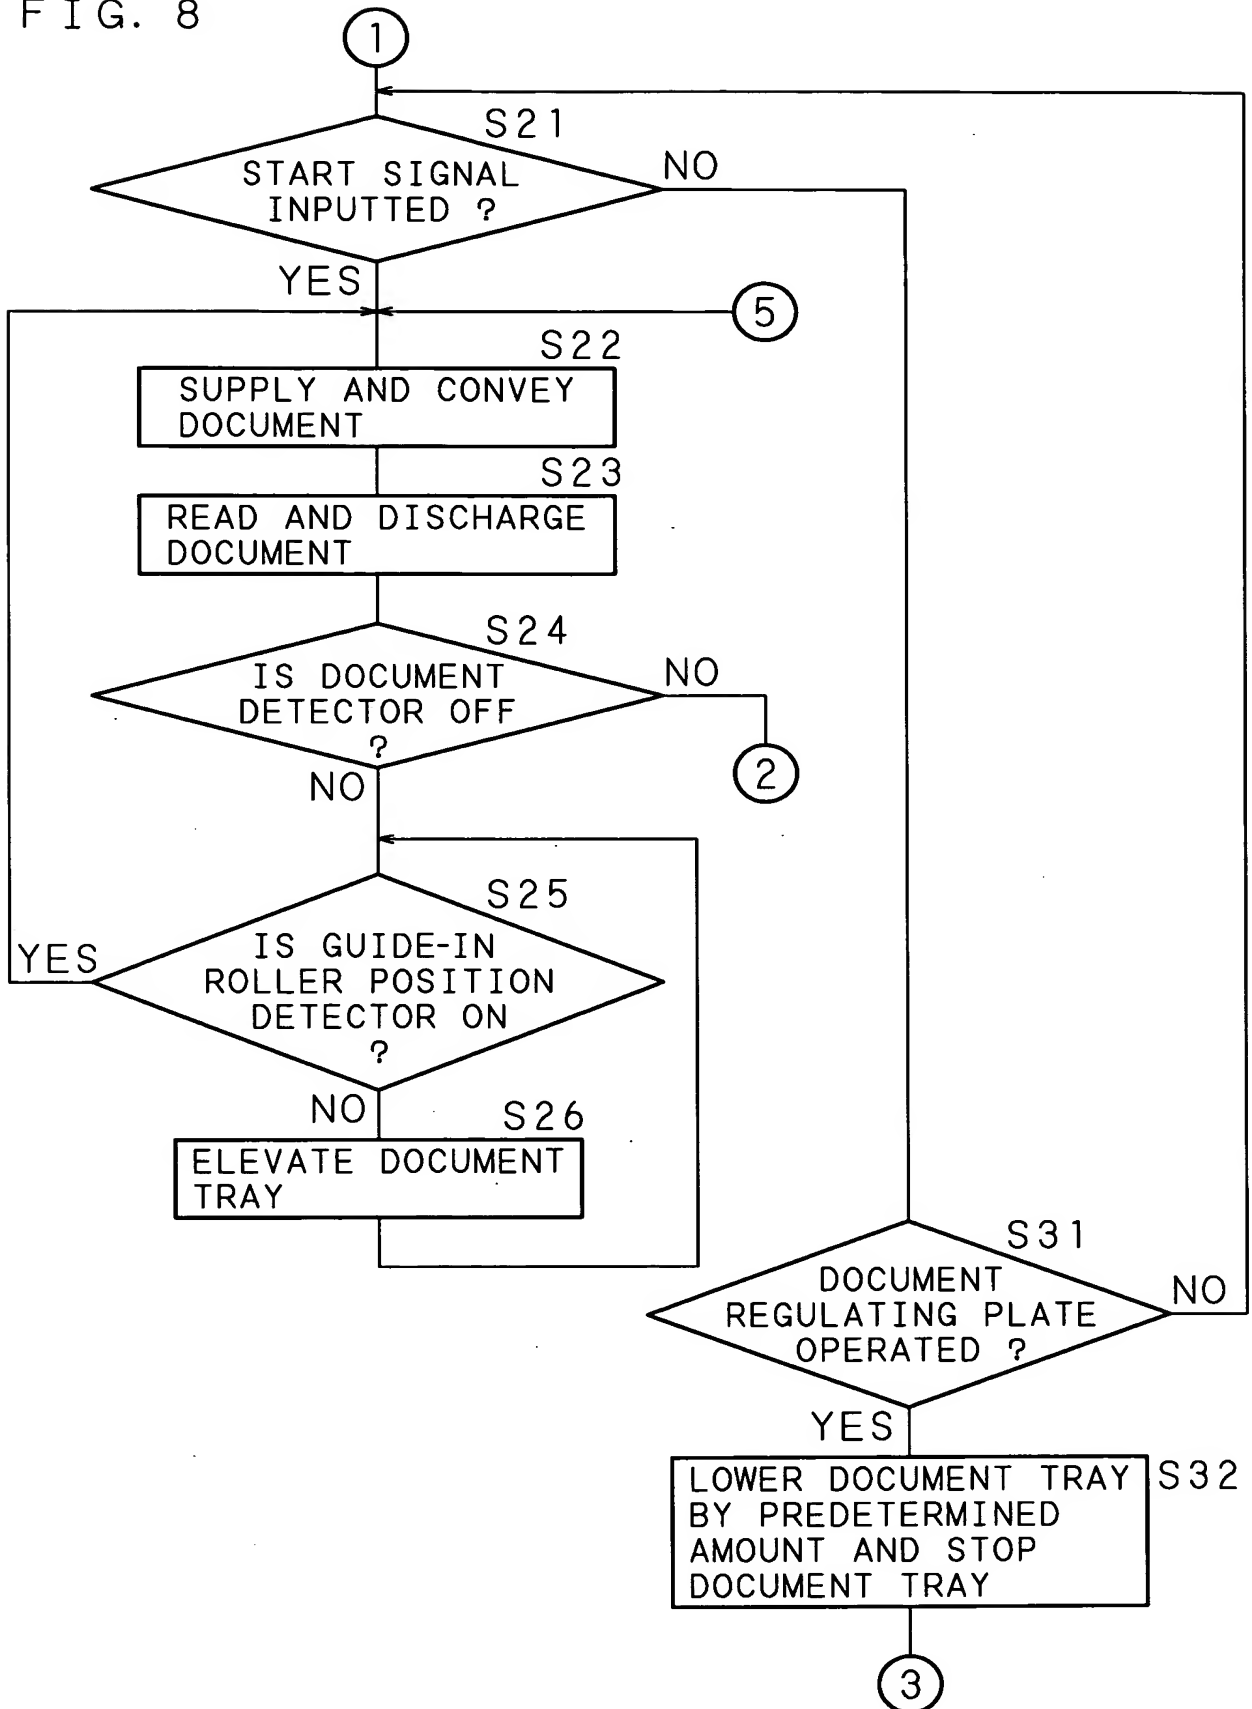 FIG. 8
1
S21
START SIGNAL
INPUTTED ?
NO
YES
5
S22
SUPPLY AND CONVEY
DOCUMENT
S23
READ AND DISCHARGE
DOCUMENT
S24
IS DOCUMENT
DETECTOR OFF
?
NO
2
NO
S25
IS GUIDE-IN
ROLLER POSITION
DETECTOR ON
?
YES
NO
S26
ELEVATE DOCUMENT
TRAY
S31
DOCUMENT
REGULATING PLATE
OPERATED ?
NO
YES
S32
LOWER DOCUMENT TRAY
BY PREDETERMINED
AMOUNT AND STOP
DOCUMENT TRAY
3